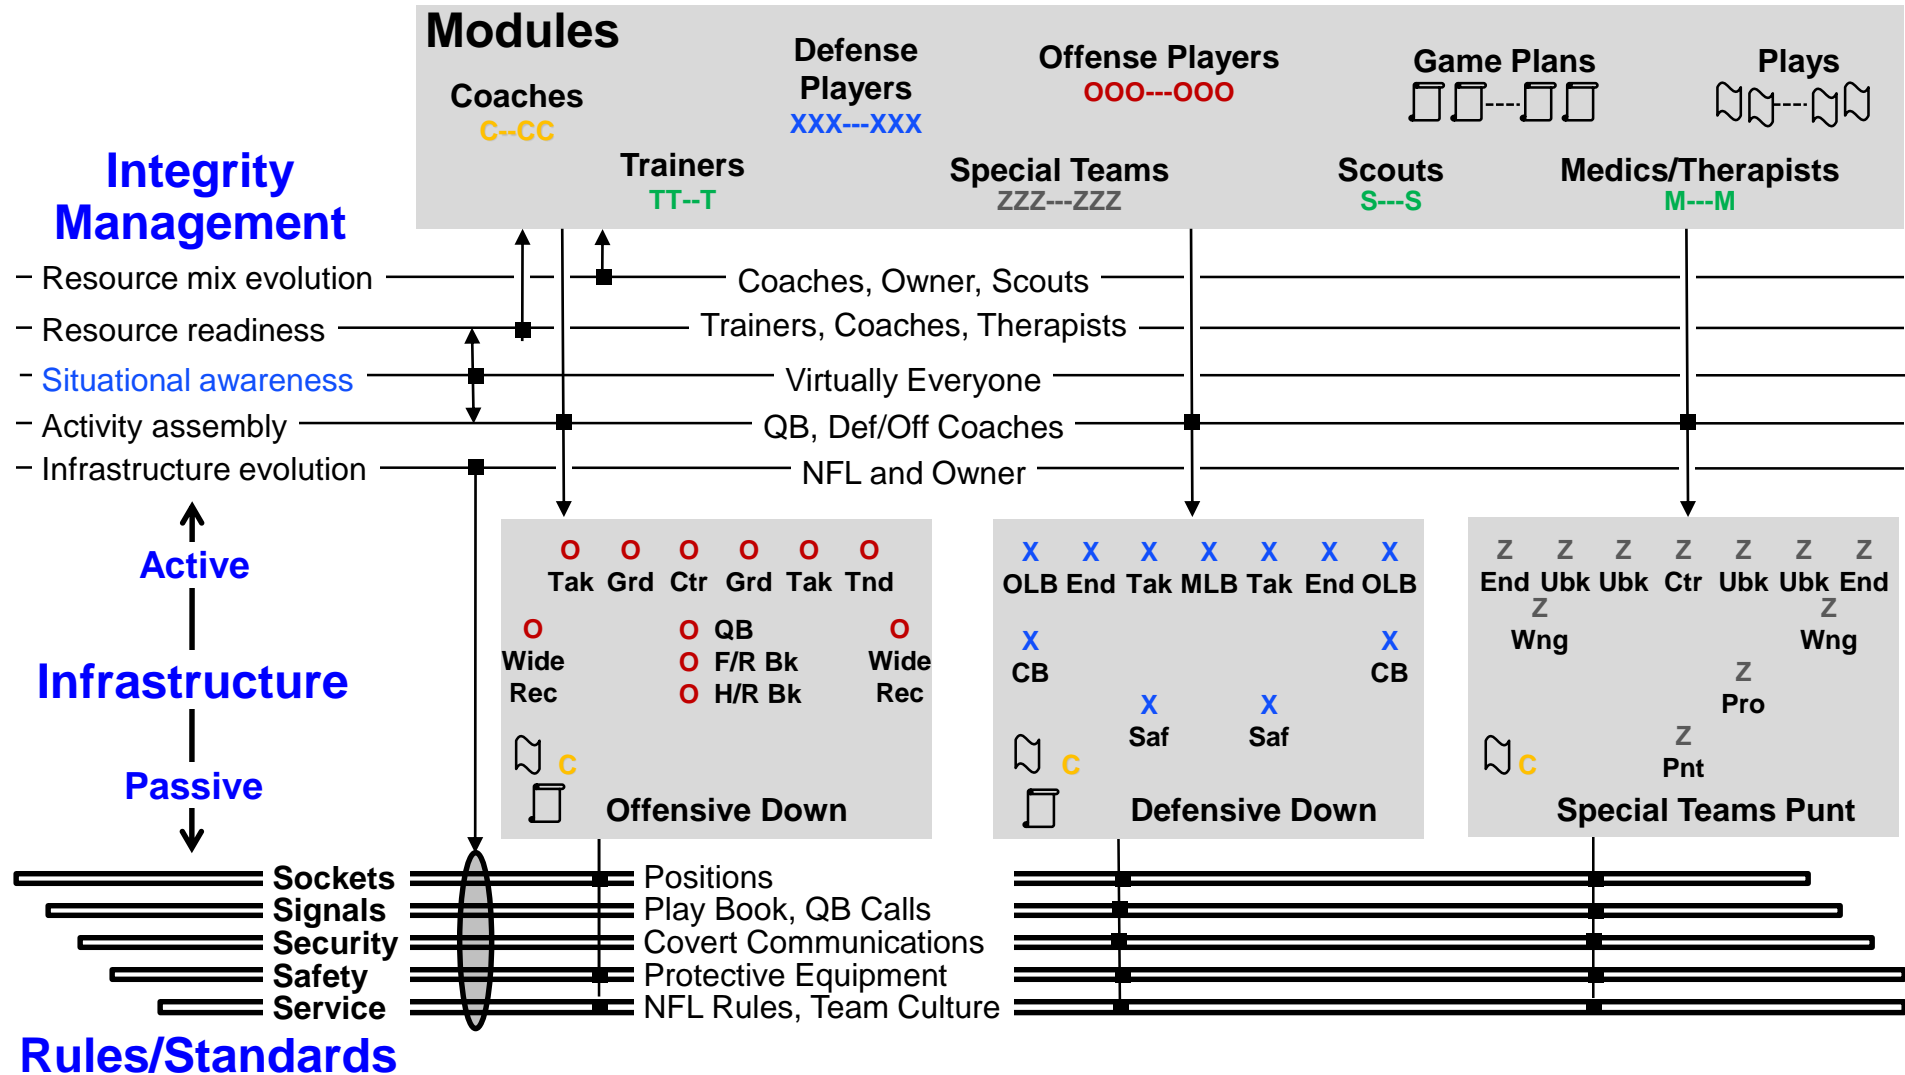 Modules
Coaches
C--CC
Defense
Players
XXX---XXX
Offense Players
OOO---OOO
Game Plans
Plays
Trainers
TT--T
Special Teams
ZZZ---ZZZ
Scouts
S---S
Medics/Therapists
M---M
Integrity
Management
– Resource mix evolution
Coaches, Owner, Scouts
– Resource readiness
Trainers, Coaches, Therapists
– Situational awareness
Virtually Everyone
– Activity assembly
QB, Def/Off Coaches
– Infrastructure evolution
NFL and Owner
Active
Infrastructure
Passive
O O O O O O
Tak Grd Ctr Grd Tak Tnd
O O QB O
Wide O F/R Bk Wide
Rec O H/R Bk Rec
C
Offensive Down
X X X X X X X
OLB End Tak MLB Tak End OLB
X X
CB CB
X X
Saf Saf
C
Defensive Down
Z Z Z Z Z Z Z
End Ubk Ubk Ctr Ubk Ubk End
Z Z
Wng Wng
Z
Pro
Z
C Pnt
Special Teams Punt
Sockets Positions
Signals Play Book, QB Calls
Security Covert Communications
Safety Protective Equipment
Service NFL Rules, Team Culture
Rules/Standards